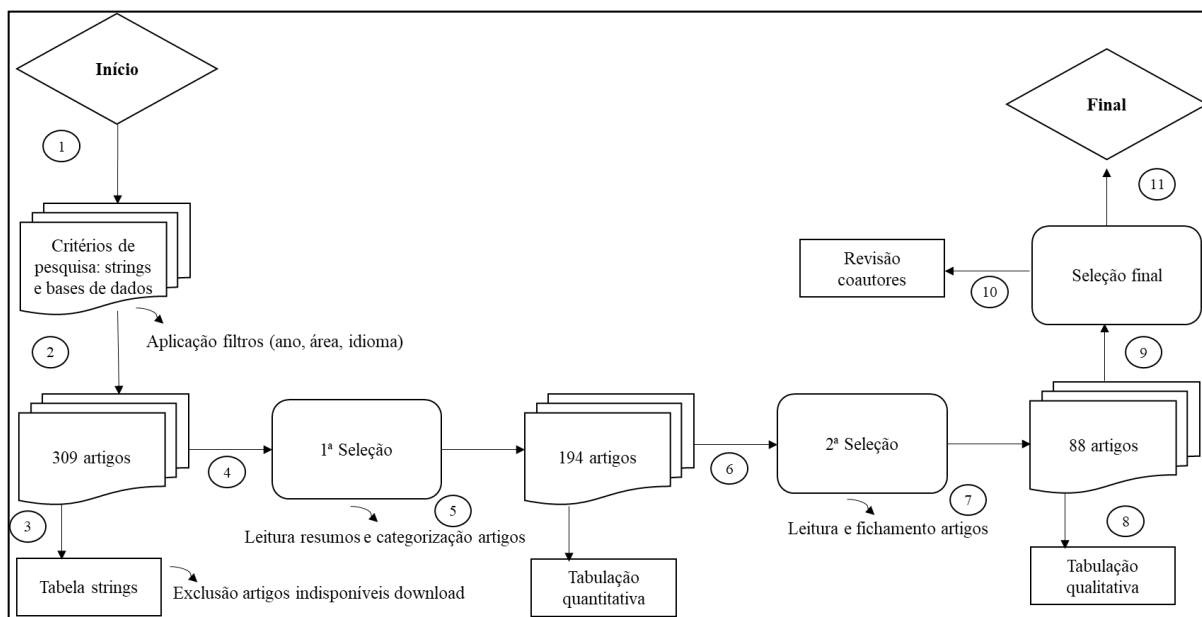 Início
1
Critérios de
pesquisa: strings
e bases de dados
Aplicação filtros (ano, área, idioma)
2
309 artigos
3
Tabela strings
Exclusão artigos indisponíveis download
4
1ª Seleção
5
Leitura resumos e categorização artigos
194 artigos
Tabulação
quantitativa
6
2ª Seleção
7
Leitura e fichamento artigos
88 artigos
8
Tabulação
qualitativa
9
Seleção final
10
Revisão
coautores
11
Final